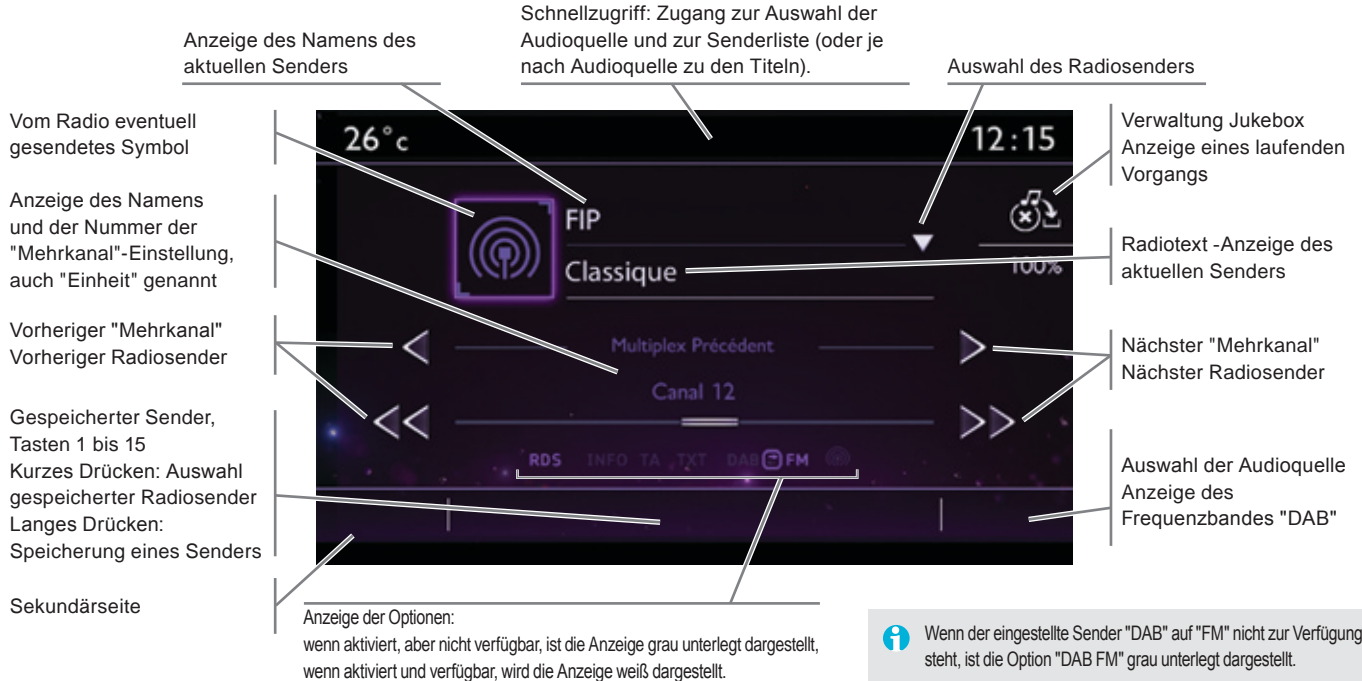 Schnellzugriff: Zugang zur Auswahl der
Audioquelle und zur Senderliste (oder je
nach Audioquelle zu den Titeln).
Anzeige des Namens des
aktuellen Senders
Auswahl des Radiosenders
Vom Radio eventuell
gesendetes Symbol
Anzeige des Namens
und der Nummer der
"Mehrkanal"-Einstellung,
auch "Einheit" genannt
Vorheriger "Mehrkanal"
Vorheriger Radiosender
Gespeicherter Sender,
Tasten 1 bis 15
Kurzes Drücken: Auswahl
gespeicherter Radiosender
Langes Drücken:
Speicherung eines Senders
Sekundärseite
26°c
12:15
FIP
Classique
100%
Multiplex Précédent
Canal 12
RDS INFO TA TXT DAB FM
Verwaltung Jukebox
Anzeige eines laufenden
Vorgangs
Radiotext -Anzeige des
aktuellen Senders
Nächster "Mehrkanal"
Nächster Radiosender
Auswahl der Audioquelle
Anzeige des
Frequenzbandes "DAB"
Anzeige der Optionen:
wenn aktiviert, aber nicht verfügbar, ist die Anzeige grau unterlegt dargestellt,
wenn aktiviert und verfügbar, wird die Anzeige weiß dargestellt.
Wenn der eingestellte Sender "DAB" auf "FM" nicht zur Verfügung
steht, ist die Option "DAB FM" grau unterlegt dargestellt.